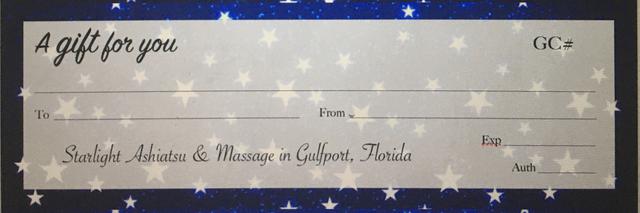 A gift for you GC#
To From
Exp
Starlight Ashiatsu & Massage in Gulfport, Florida
Auth